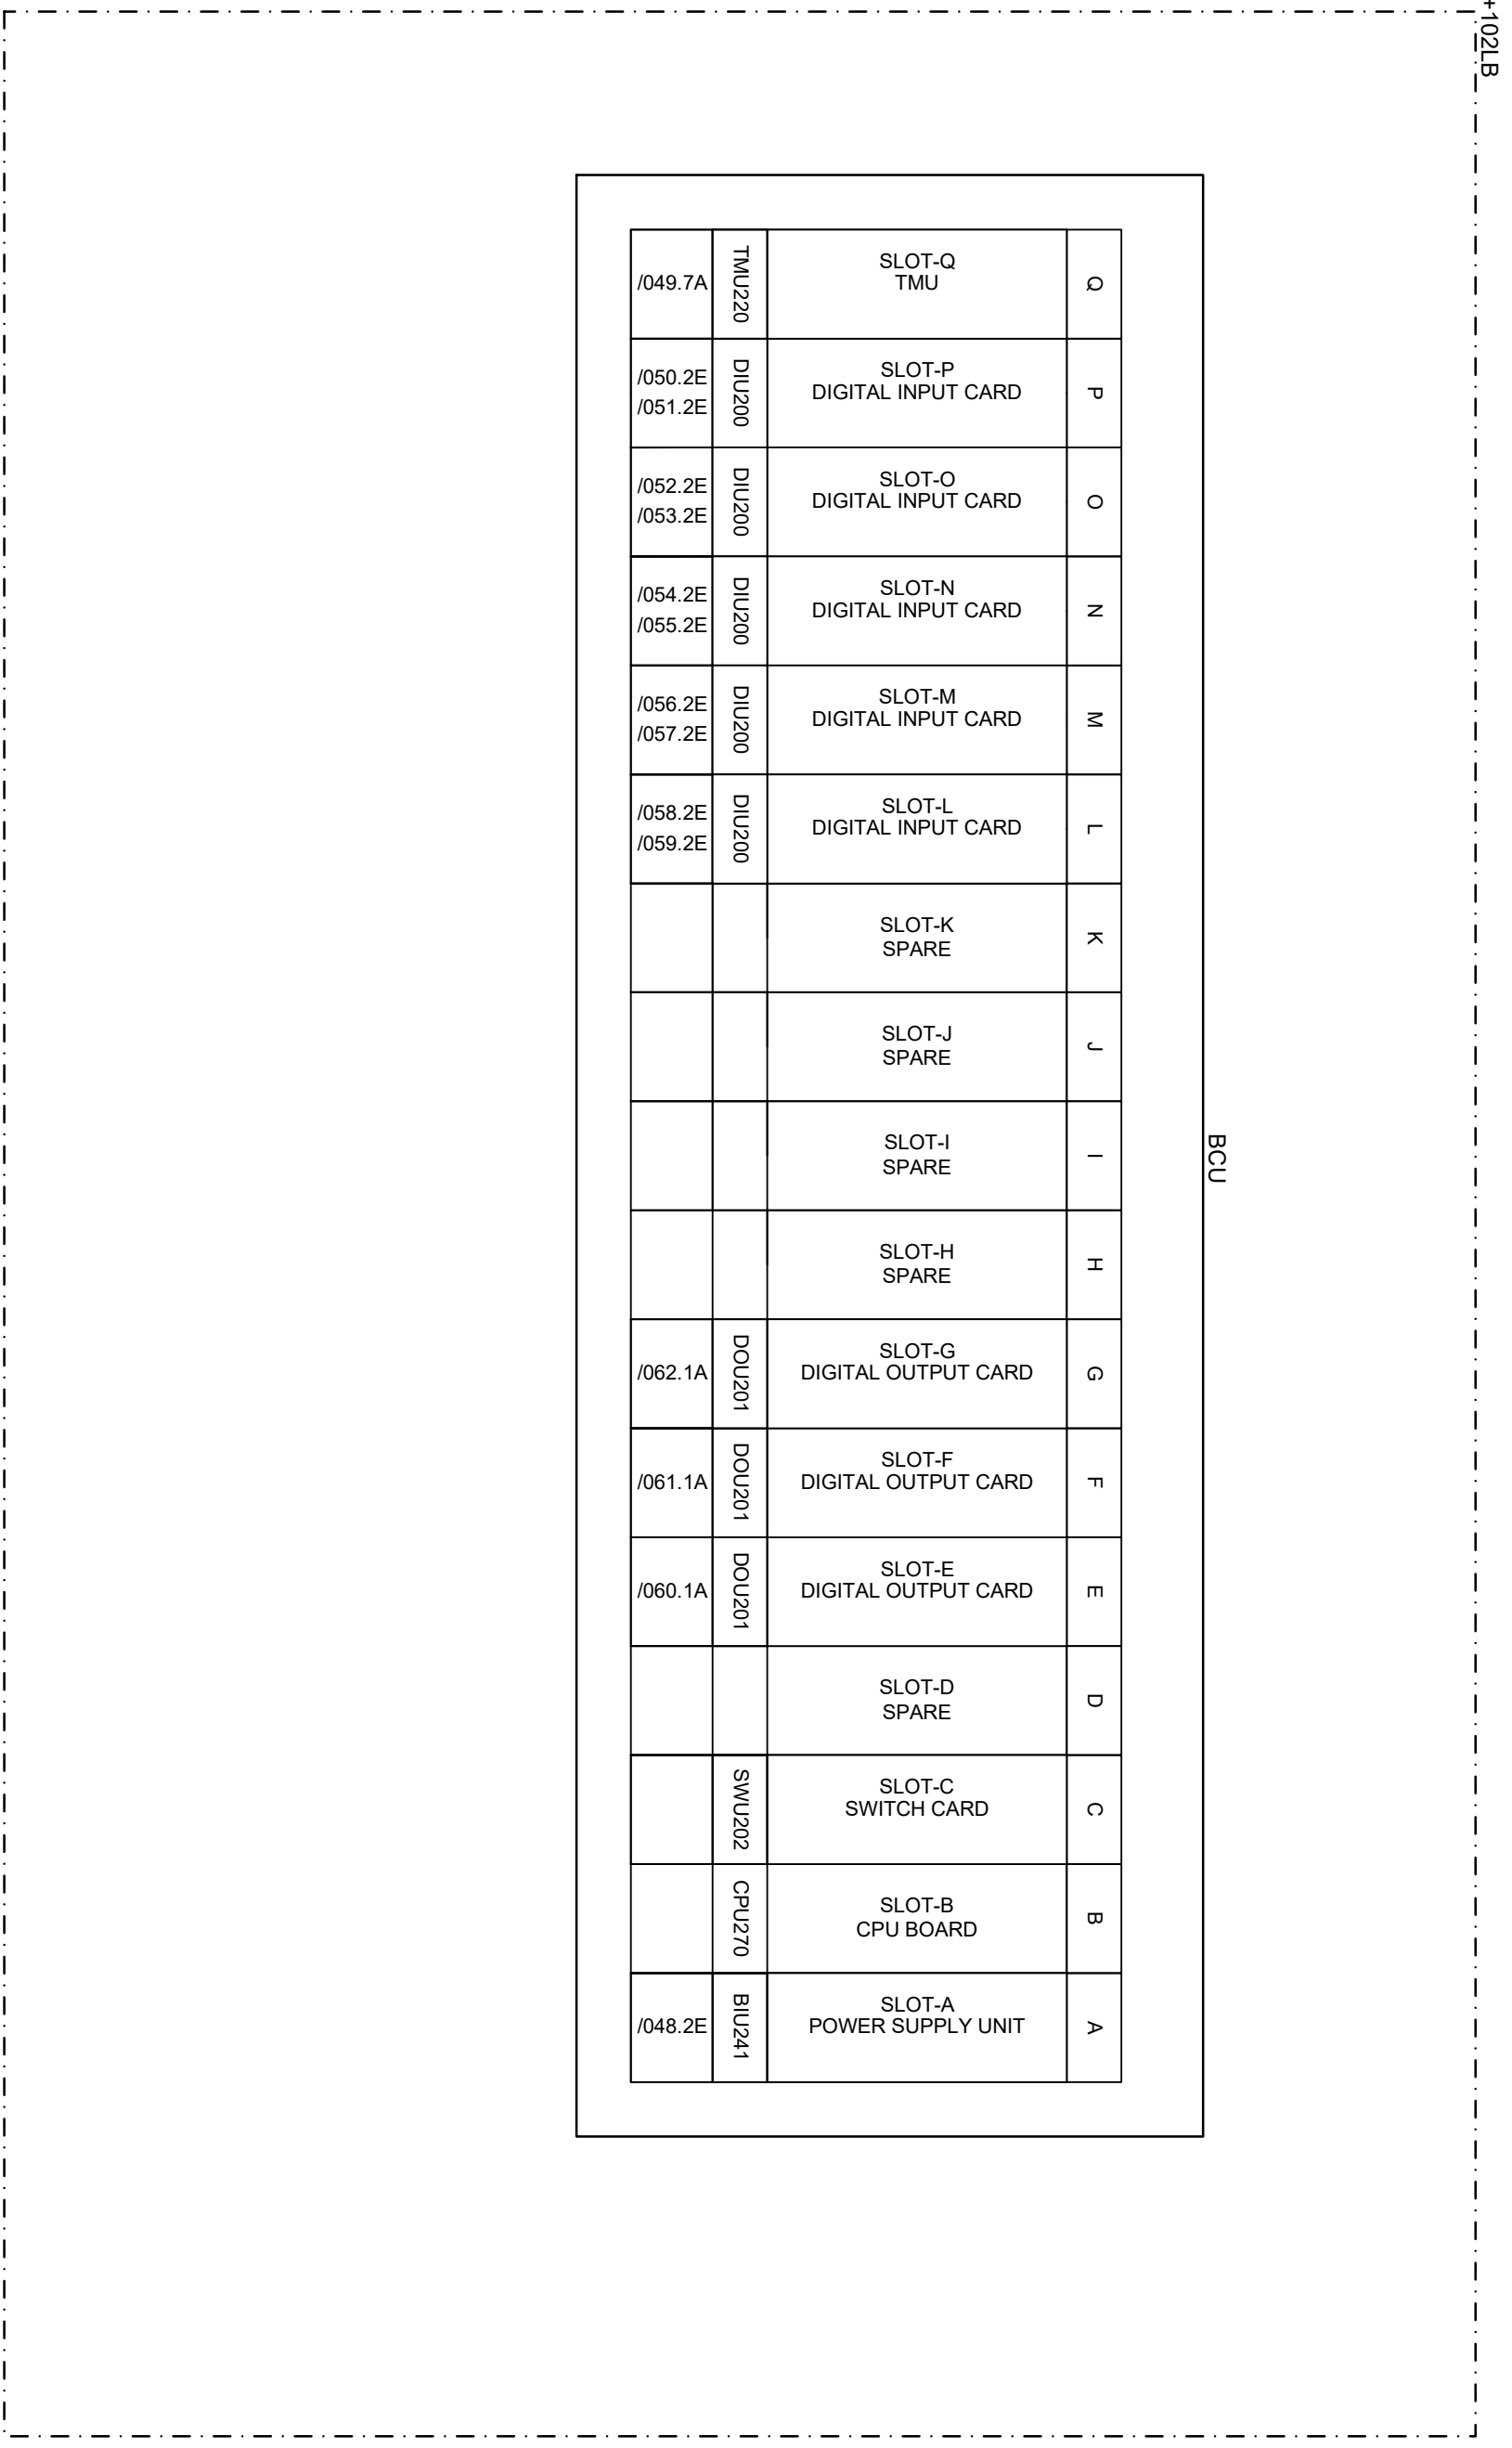 +102LB
BCU
/049.7A
TMU220
SLOT-Q
TMU
Q
/050.2E
/051.2E
DIU200
SLOT-P
DIGITAL INPUT CARD
P
/052.2E
/053.2E
DIU200
SLOT-O
DIGITAL INPUT CARD
O
/054.2E
/055.2E
DIU200
SLOT-N
DIGITAL INPUT CARD
N
/056.2E
/057.2E
DIU200
SLOT-M
DIGITAL INPUT CARD
M
/058.2E
/059.2E
DIU200
SLOT-L
DIGITAL INPUT CARD
L
SLOT-K
SPARE
K
SLOT-J
SPARE
J
SLOT-I
SPARE
I
SLOT-H
SPARE
H
/062.1A
DOU201
SLOT-G
DIGITAL OUTPUT CARD
G
/061.1A
DOU201
SLOT-F
DIGITAL OUTPUT CARD
F
/060.1A
DOU201
SLOT-E
DIGITAL OUTPUT CARD
E
SLOT-D
SPARE
D
SWU202
SLOT-C
SWITCH CARD
C
CPU270
SLOT-B
CPU BOARD
B
/048.2E
BIU241
SLOT-A
POWER SUPPLY UNIT
A